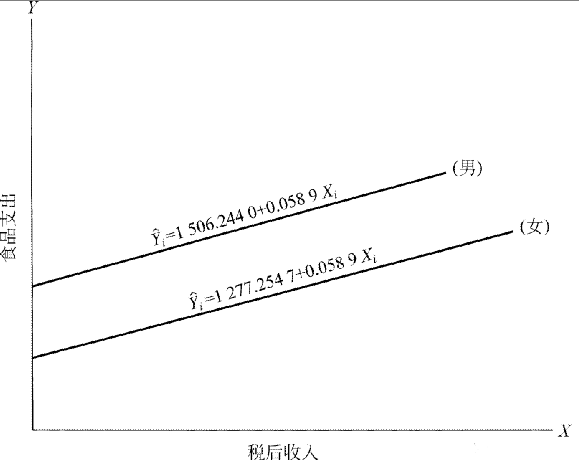 Y
食品支出
(男)
Ŷi=1 506.244 0+0.058 9 Xi
(女)
Ŷi=1 277.254 7+0.058 9 Xi
X
税后收入